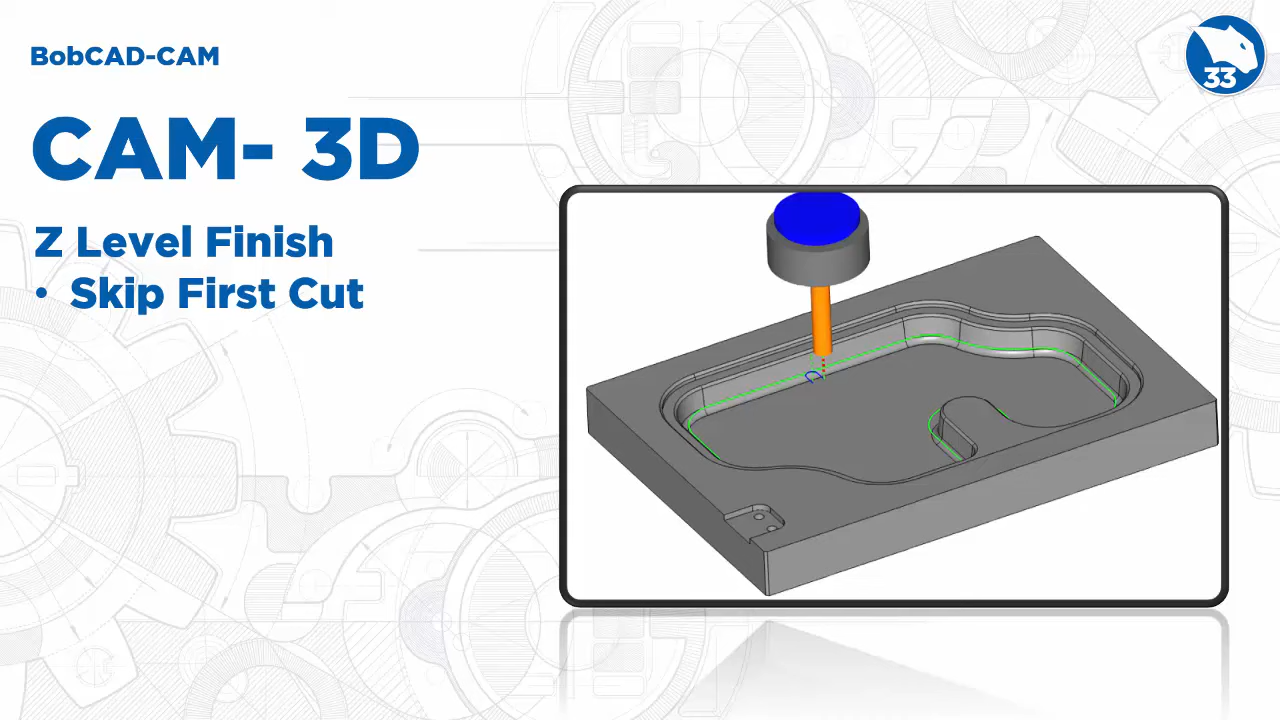 BobCAD-CAM
33
CAM- 3D
Z Level Finish
• Skip First Cut